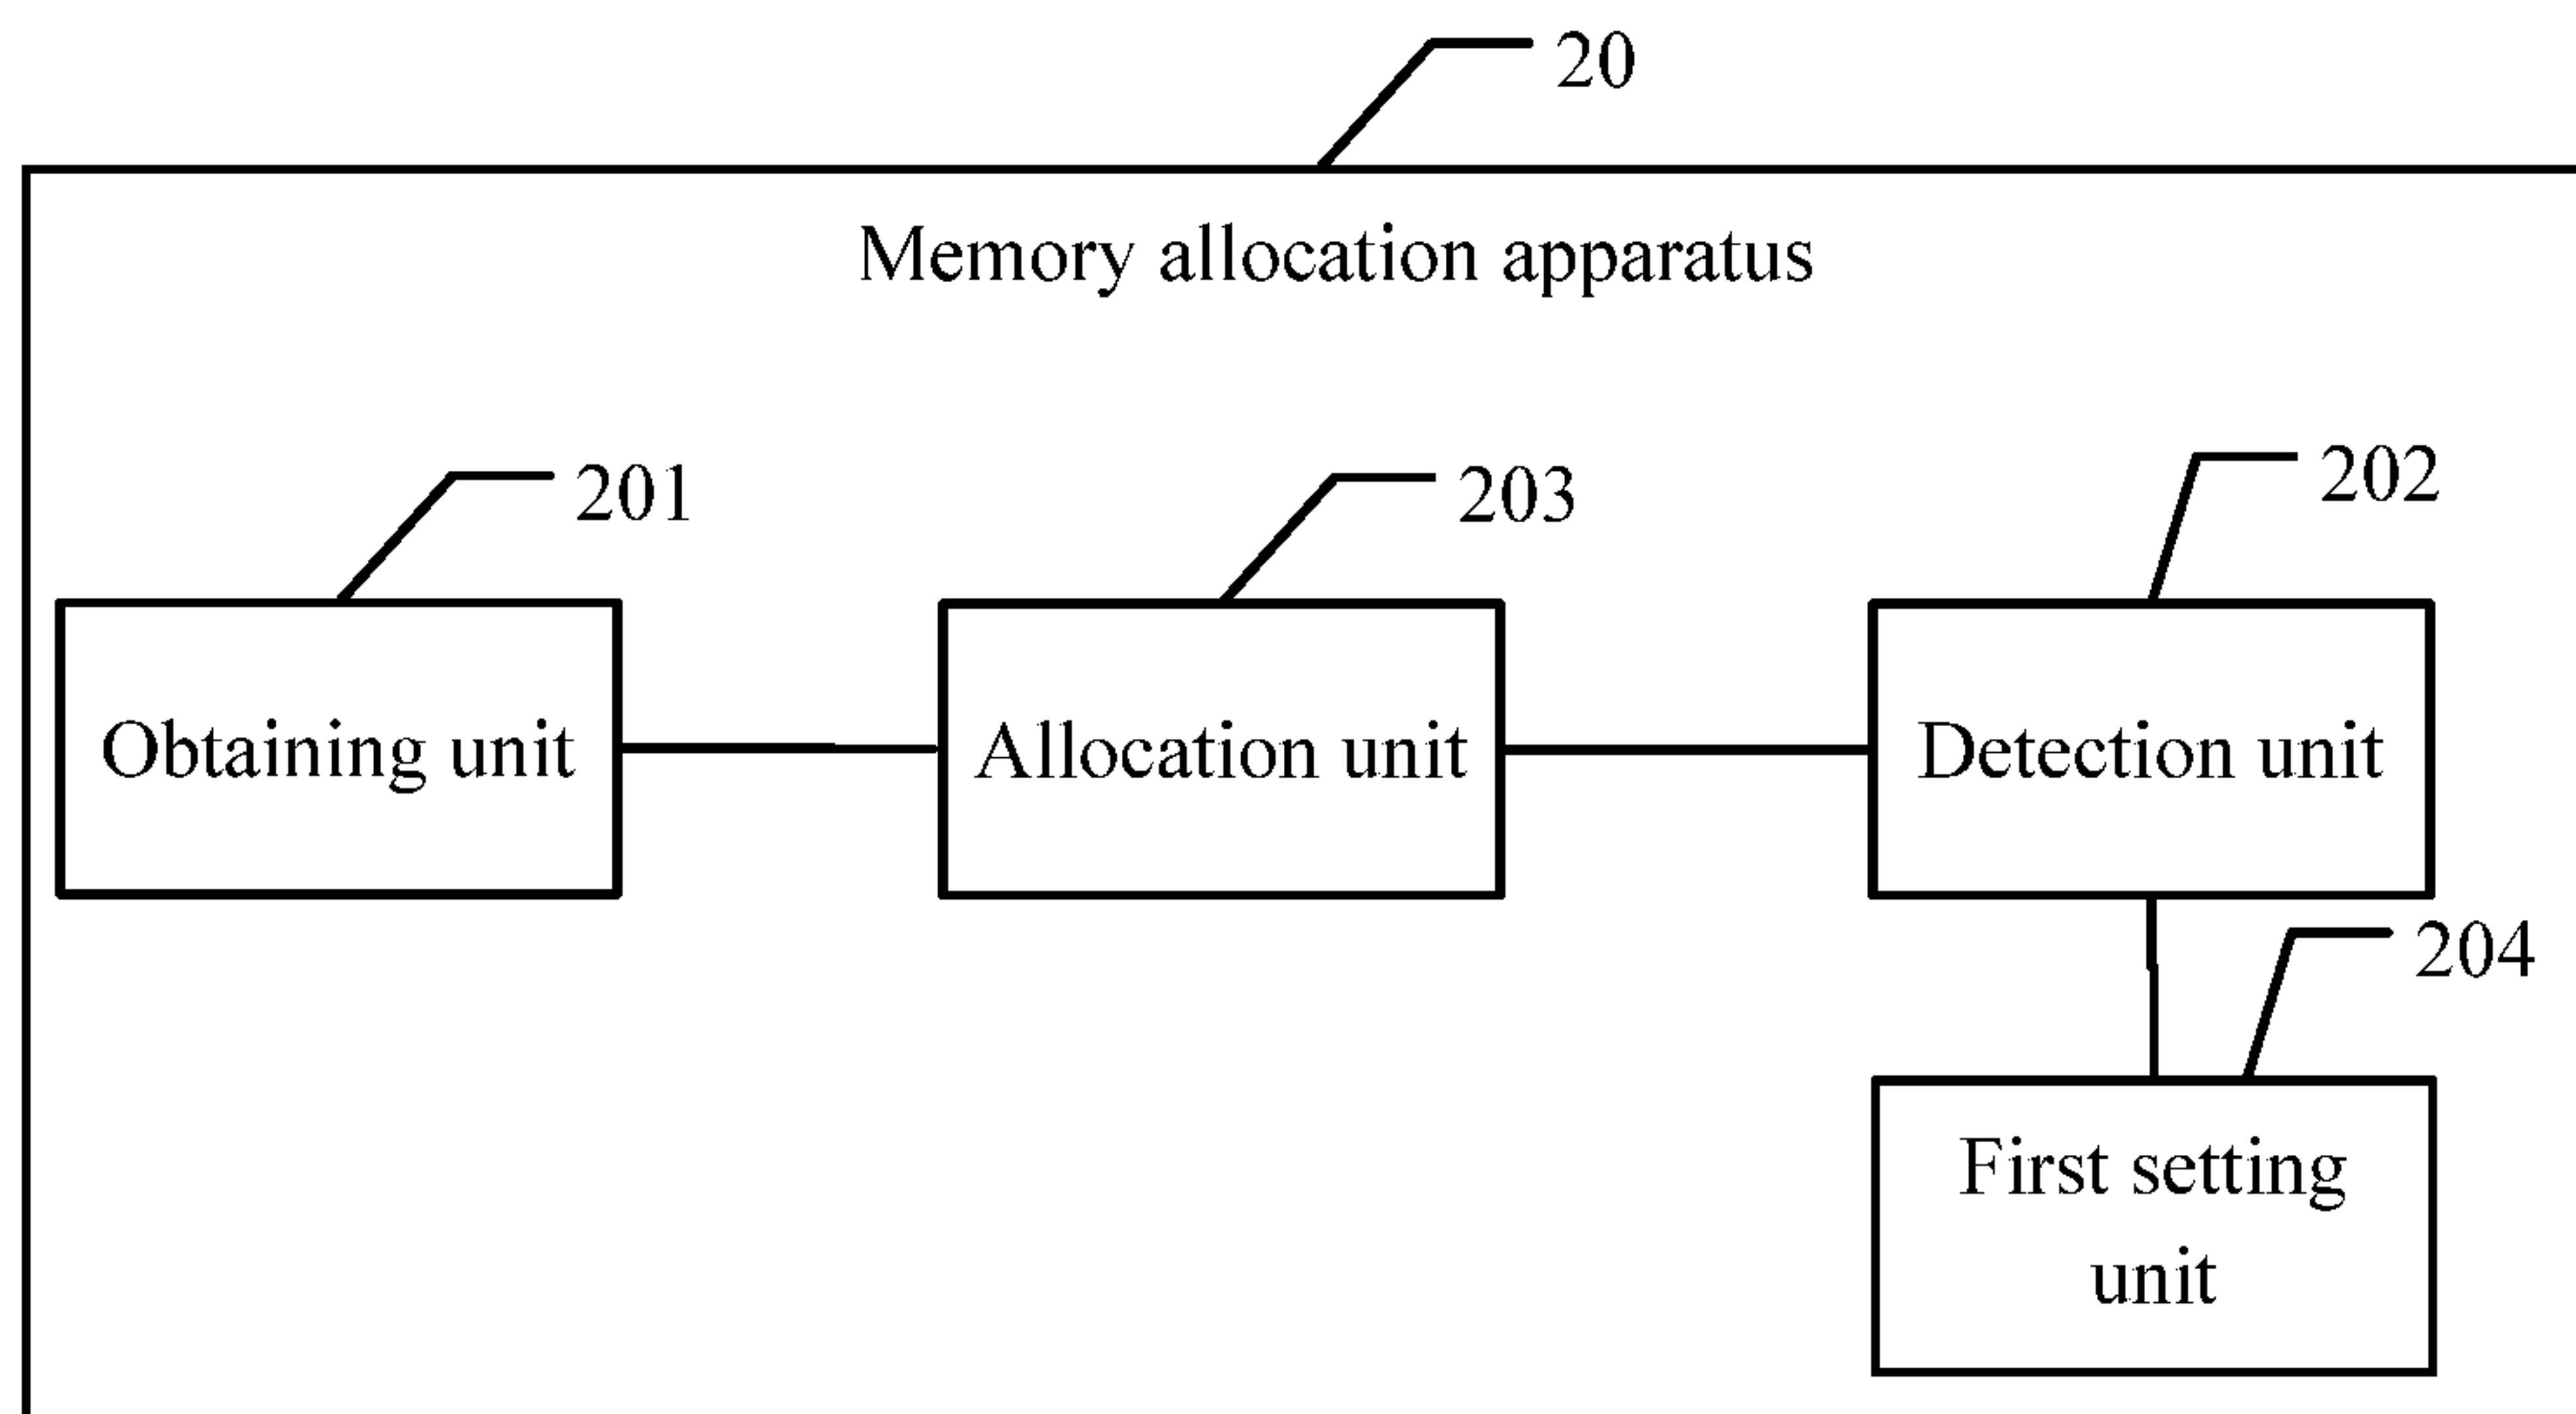 20
Memory allocation apparatus
201
203
202
Obtaining unit
Allocation unit
Detection unit
204
First setting
unit